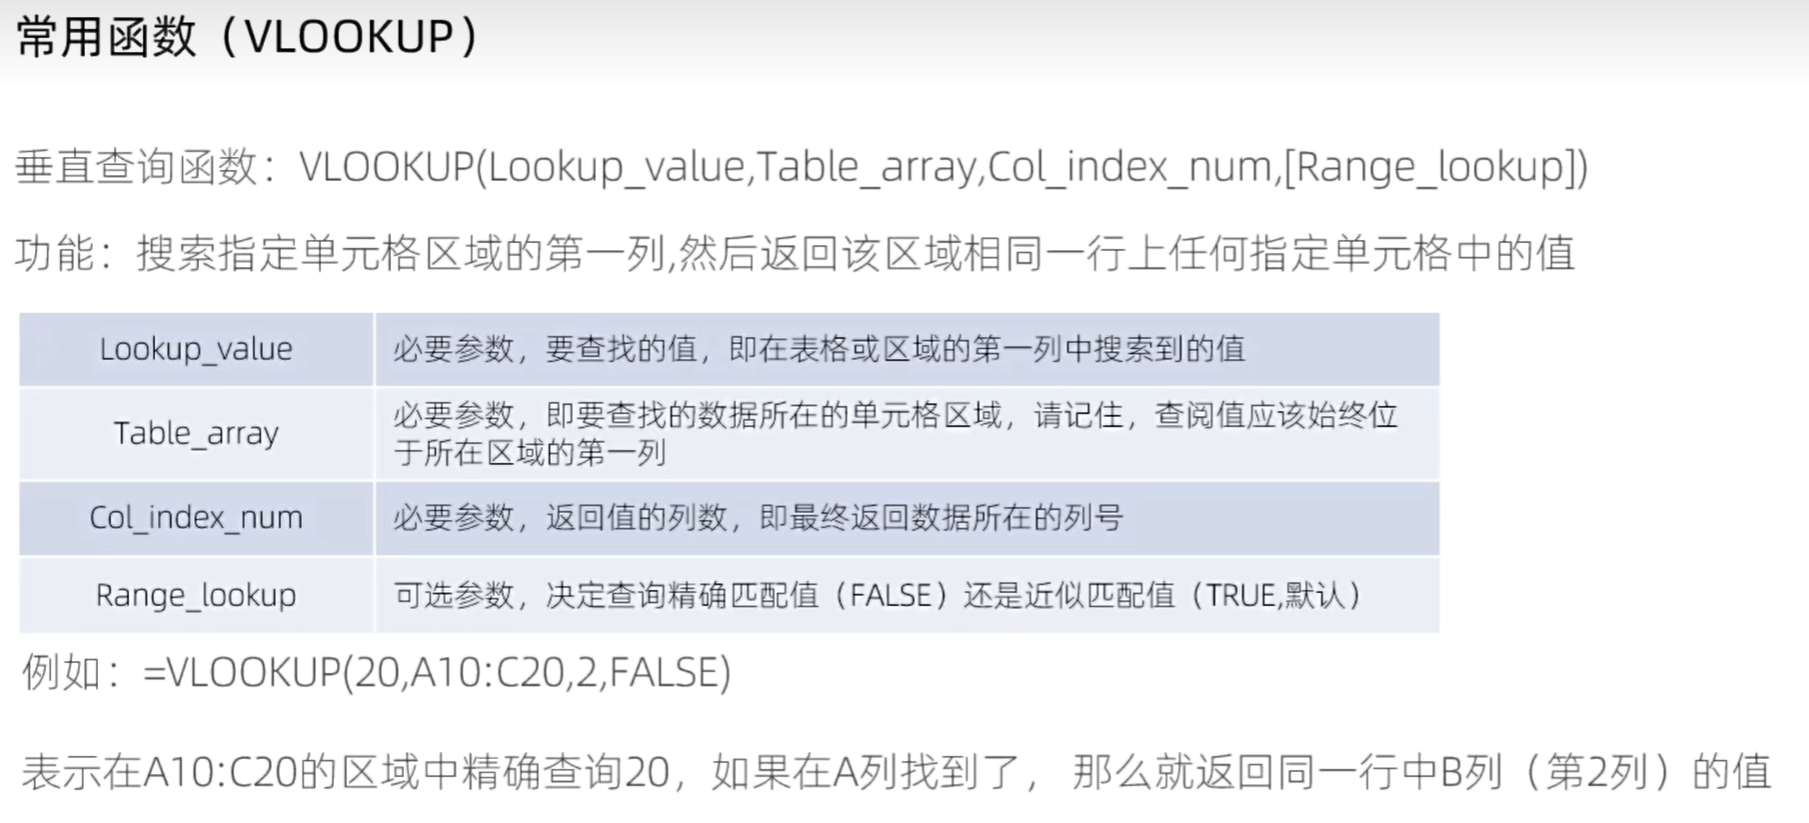 常用函数（VLOOKUP）
垂直查询函数：VLOOKUP(Lookup_value,Table_array,Col_index_num,[Range_lookup])
功能：搜索指定单元格区域的第一列,然后返回该区域相同一行上任何指定单元格中的值
Lookup_value 必要参数，要查找的值，即在表格或区域的第一列中搜索到的值
Table_array 必要参数，即要查找的数据所在的单元格区域，请记住，查阅值应该始终位
于所在区域的第一列
Col_index_num 必要参数，返回值的列数，即最终返回数据所在的列号
Range_lookup 可选参数，决定查询精确匹配值（FALSE）还是近似匹配值（TRUE,默认）
例如：=VLOOKUP(20,A10:C20,2,FALSE)
表示在A10:C20的区域中精确查询20，如果在A列找到了， 那么就返回同一行中B列（第2列）的值